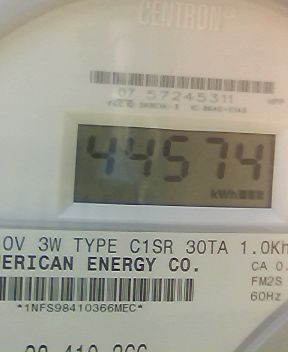 CENTRON
07 57245311
44574
kWh
0V 3W TYPE C1SR 30TA 1.0Kh
ERICAN ENERGY CO.
CA 0.
FM2S
60Hz
*1NFS98410366MEC*